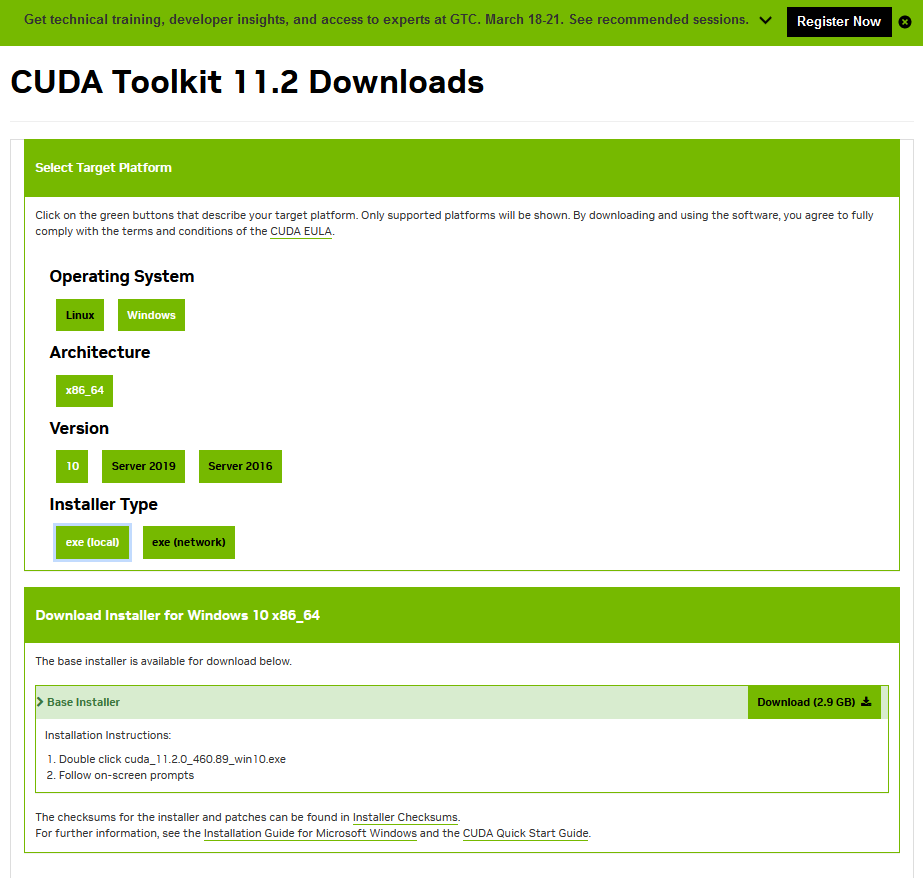 Get technical training, developer insights, and access to experts at GTC. March 18-21. See recommended sessions. Register Now
CUDA Toolkit 11.2 Downloads
Select Target Platform
Click on the green buttons that describe your target platform. Only supported platforms will be shown. By downloading and using the software, you agree to fully
comply with the terms and conditions of the CUDA EULA.
Operating System
Linux Windows
Architecture
x86_64
Version
10 Server 2019 Server 2016
Installer Type
exe (local) exe (network)
Download Installer for Windows 10 x86_64
The base installer is available for download below.
Base Installer Download (2.9 GB)
Installation Instructions:
1. Double click cuda_11.2.0_460.89_win10.exe
2. Follow on-screen prompts
The checksums for the installer and patches can be found in Installer Checksums.
For further information, see the Installation Guide for Microsoft Windows and the CUDA Quick Start Guide.